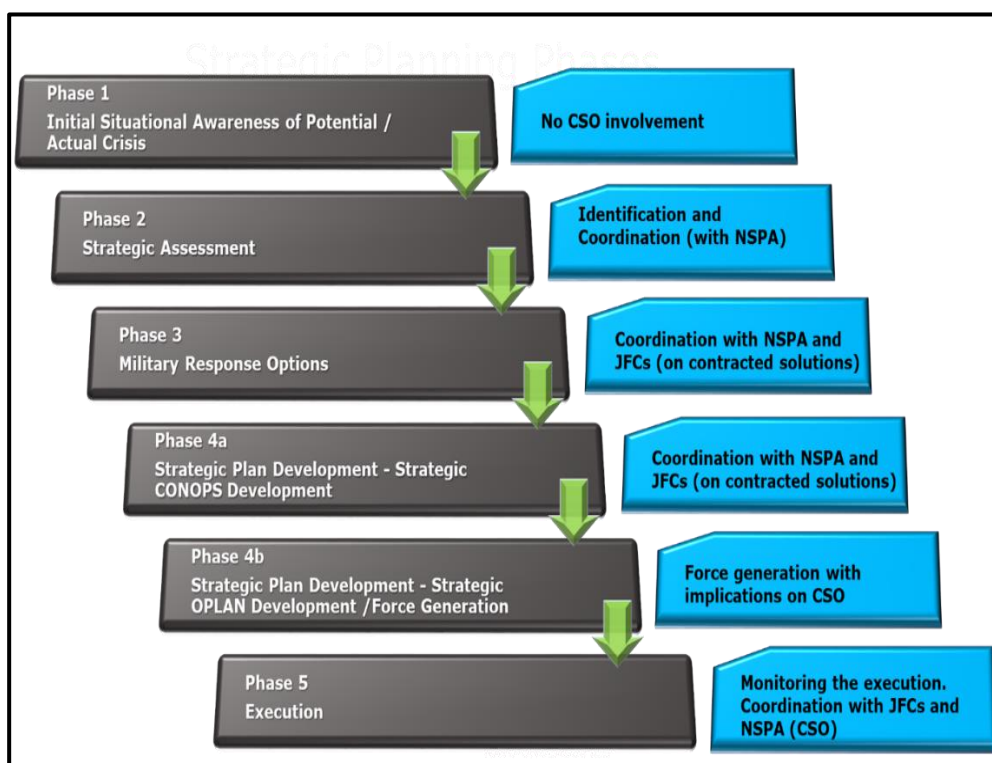 Strategic Planning Phases
Phase 1
Initial Situational Awareness of Potential /
Actual Crisis
No CSO involvement
Phase 2
Strategic Assessment
Identification and
Coordination (with NSPA)
Phase 3
Military Response Options
Coordination with NSPA and
JFCs (on contracted solutions)
Phase 4a
Strategic Plan Development - Strategic
CONOPS Development
Coordination with NSPA and
JFCs (on contracted solutions)
Phase 4b
Strategic Plan Development - Strategic
OPLAN Development /Force Generation
Force generation with
implications on CSO
Phase 5
Execution
Monitoring the execution.
Coordination with JFCs and
NSPA (CSO)